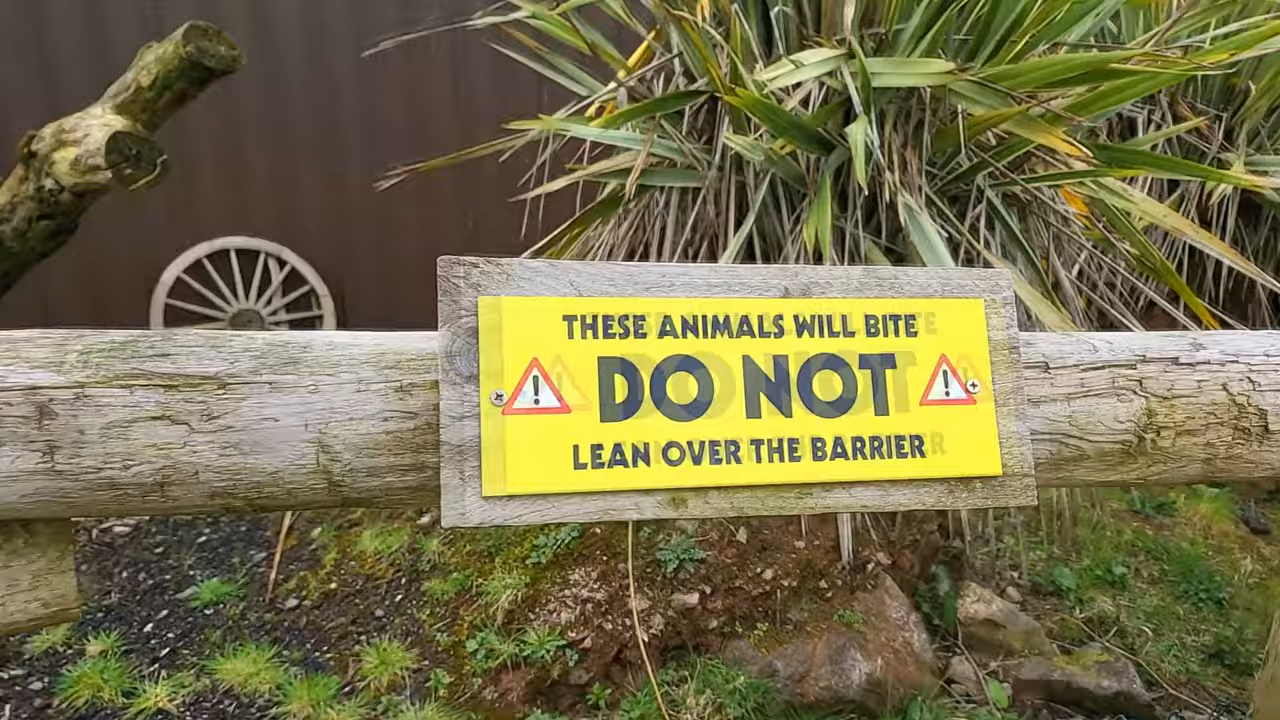 THESE ANIMALS WILL BITE
DO NOT
LEAN OVER THE BARRIER